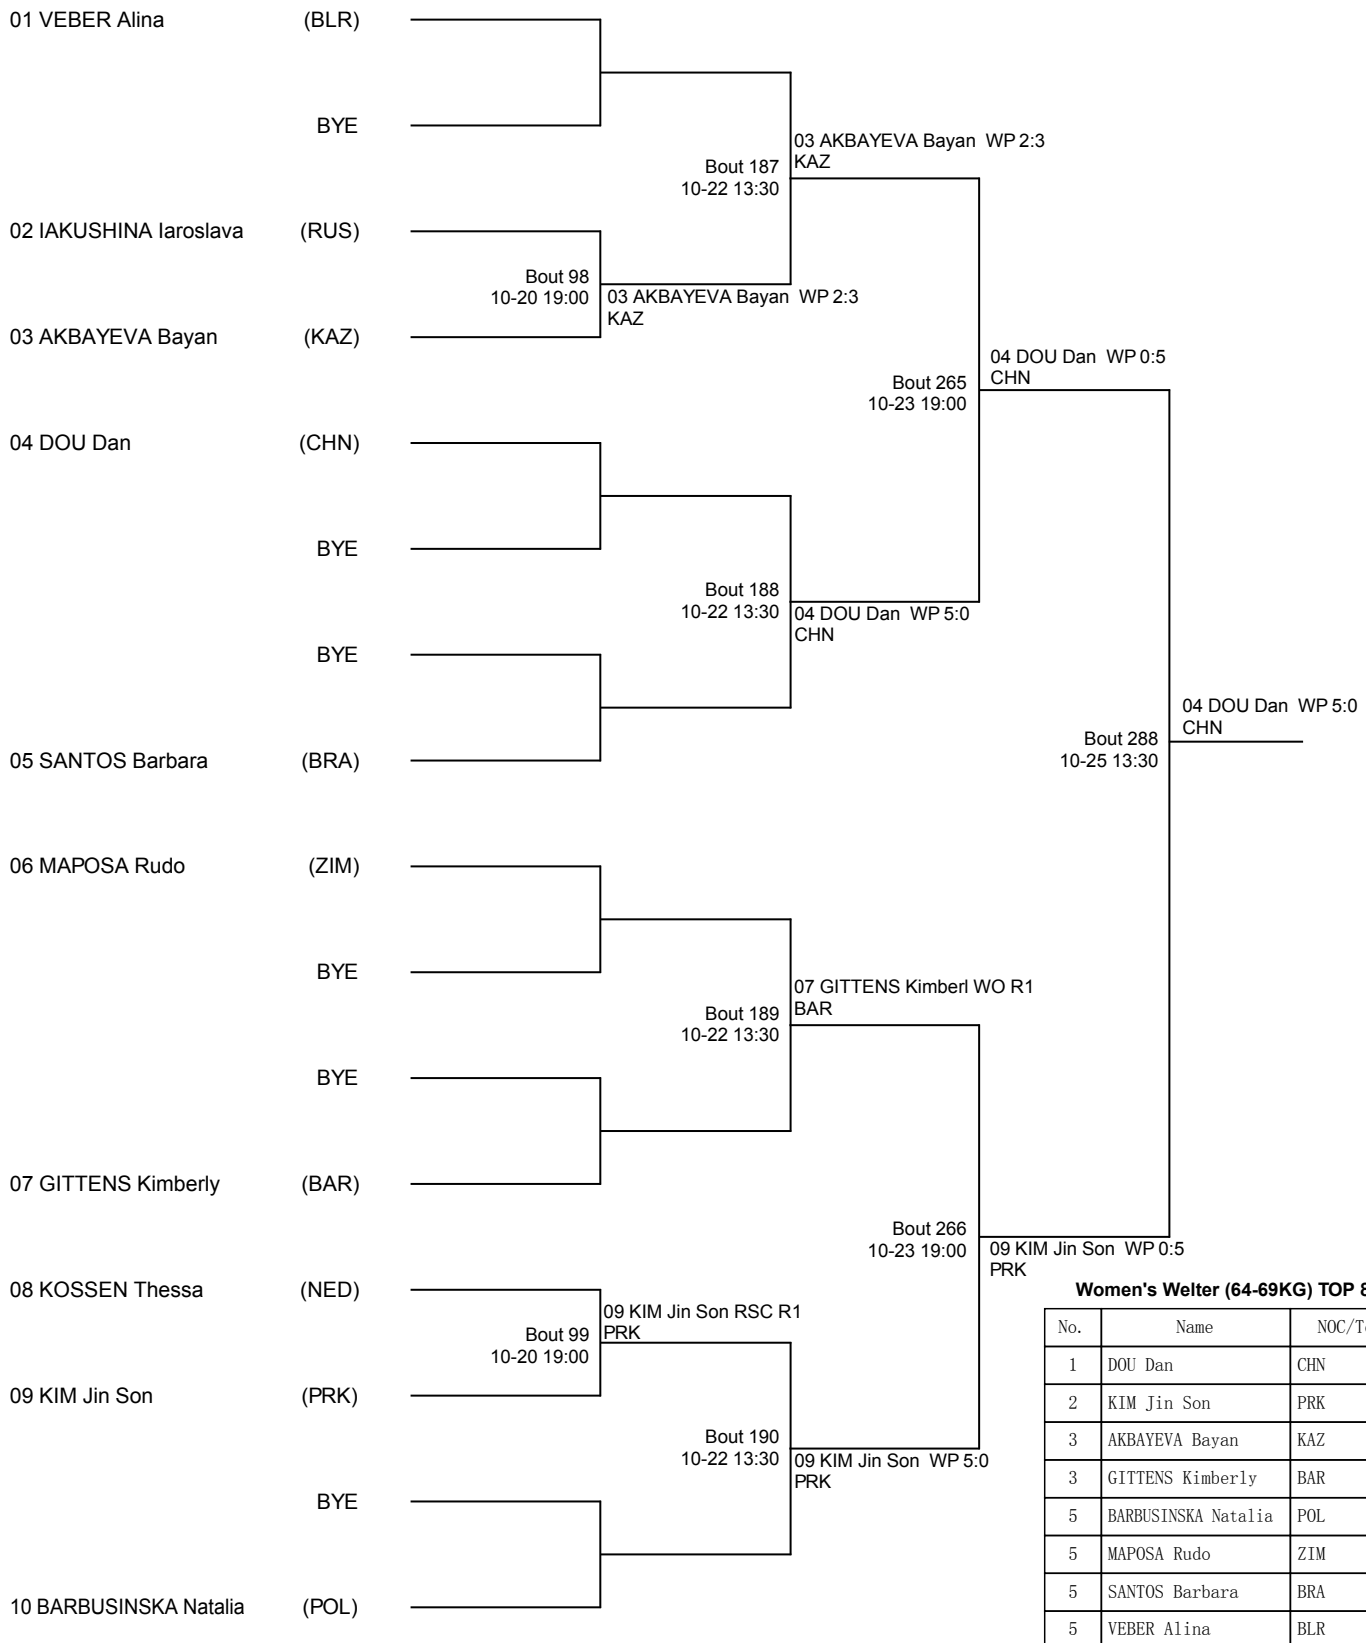 01 VEBER Alina (BLR)
BYE
03 AKBAYEVA Bayan WP 2:3
KAZ
Bout 187
10-22 13:30
02 IAKUSHINA Iaroslava (RUS)
Bout 98
10-20 19:00
03 AKBAYEVA Bayan WP 2:3
KAZ
03 AKBAYEVA Bayan (KAZ)
04 DOU Dan WP 0:5
CHN
Bout 265
10-23 19:00
04 DOU Dan (CHN)
BYE
Bout 188
10-22 13:30
04 DOU Dan WP 5:0
CHN
BYE
04 DOU Dan WP 5:0
CHN
Bout 288
10-25 13:30
05 SANTOS Barbara (BRA)
06 MAPOSA Rudo (ZIM)
BYE
07 GITTENS Kimberl WO R1
BAR
Bout 189
10-22 13:30
BYE
07 GITTENS Kimberly (BAR)
Bout 266
10-23 19:00
09 KIM Jin Son WP 0:5
PRK
08 KOSSEN Thessa (NED)
09 KIM Jin Son RSC R1
PRK
Bout 99
10-20 19:00
09 KIM Jin Son (PRK)
Bout 190
10-22 13:30
09 KIM Jin Son WP 5:0
PRK
BYE
10 BARBUSINSKA Natalia (POL)
Women's Welter (64-69KG) TOP 8
No. Name NOC/T
1 DOU Dan CHN
2 KIM Jin Son PRK
3 AKBAYEVA Bayan KAZ
3 GITTENS Kimberly BAR
5 BARBUSINSKA Natalia POL
5 MAPOSA Rudo ZIM
5 SANTOS Barbara BRA
5 VEBER Alina BLR